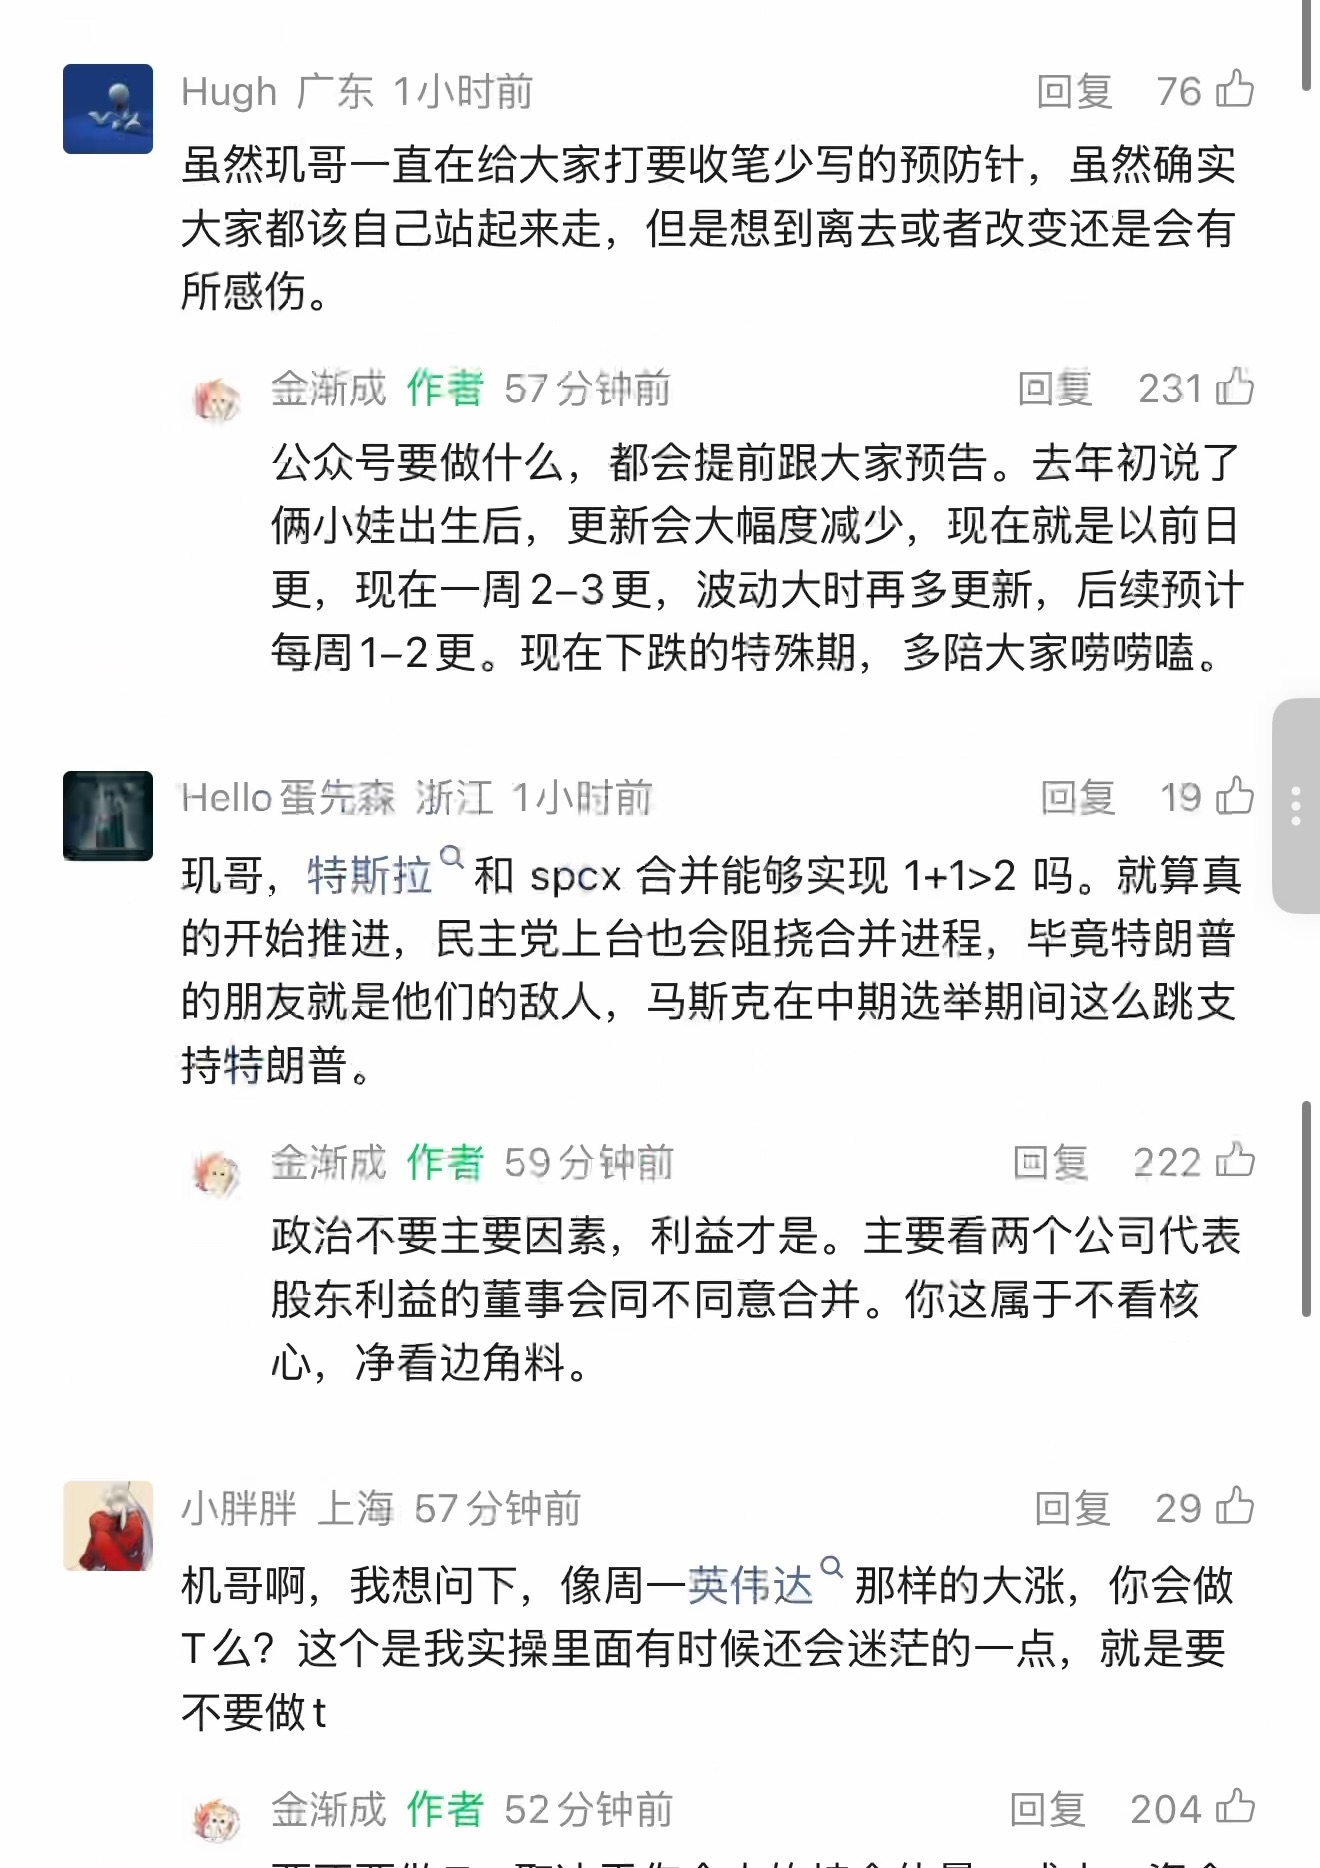 Hugh 广东 1小时前 回复 76
虽然玑哥一直在给大家打要收笔少写的预防针，虽然确实
大家都该自己站起来走，但是想到离去或者改变还是会有
所感伤。
金渐成 作者 57分钟前 回复 231
公众号要做什么，都会提前跟大家预告。去年初说了
俩小娃出生后，更新会大幅度减少，现在就是以前日
更，现在一周2-3更，波动大时再多更新，后续预计
每周1-2更。现在下跌的特殊期，多陪大家唠唠嗑。
Hello蛋先森 浙江 1小时前 回复 19
玑哥，特斯拉 和 spcx 合并能够实现 1+1>2 吗。就算真
的开始推进，民主党上台也会阻挠合并进程，毕竟特朗普
的朋友就是他们的敌人，马斯克在中期选举期间这么跳支
持特朗普。
金渐成 作者 59分钟前 回复 222
政治不要主要因素，利益才是。主要看两个公司代表
股东利益的董事会同不同意合并。你这属于不看核
心，净看边角料。
小胖胖 上海 57分钟前 回复 29
机哥啊，我想问下，像周一英伟达 那样的大涨，你会做
T么？这个是我实操里面有时候还会迷茫的一点，就是要
不要做t
金渐成 作者 52分钟前 回复 204